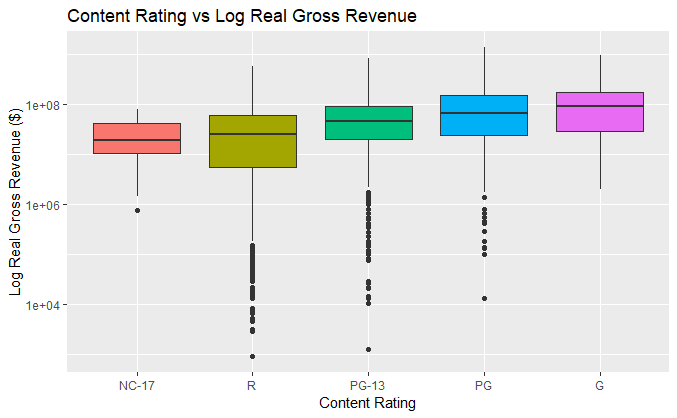 Content Rating vs Log Real Gross Revenue
Log Real Gross Revenue ($)
1e+08
1e+06
1e+04
NC-17
R
PG-13
PG
G
Content Rating